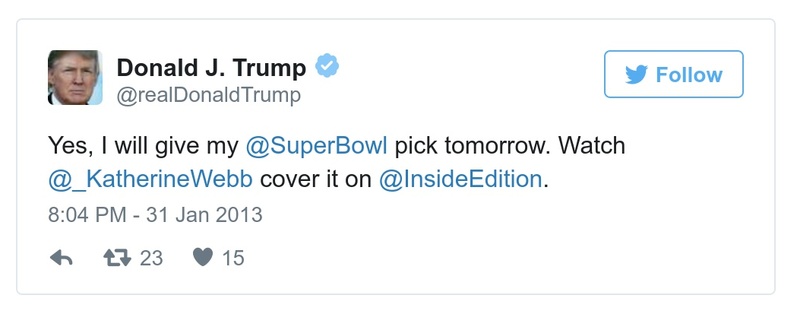 Donald J. Trump
Follow
@realDonaldTrump
Yes, I will give my @SuperBowl pick tomorrow. Watch
@_KatherineWebb cover it on @InsideEdition.
8:04 PM - 31 Jan 2013
23 15